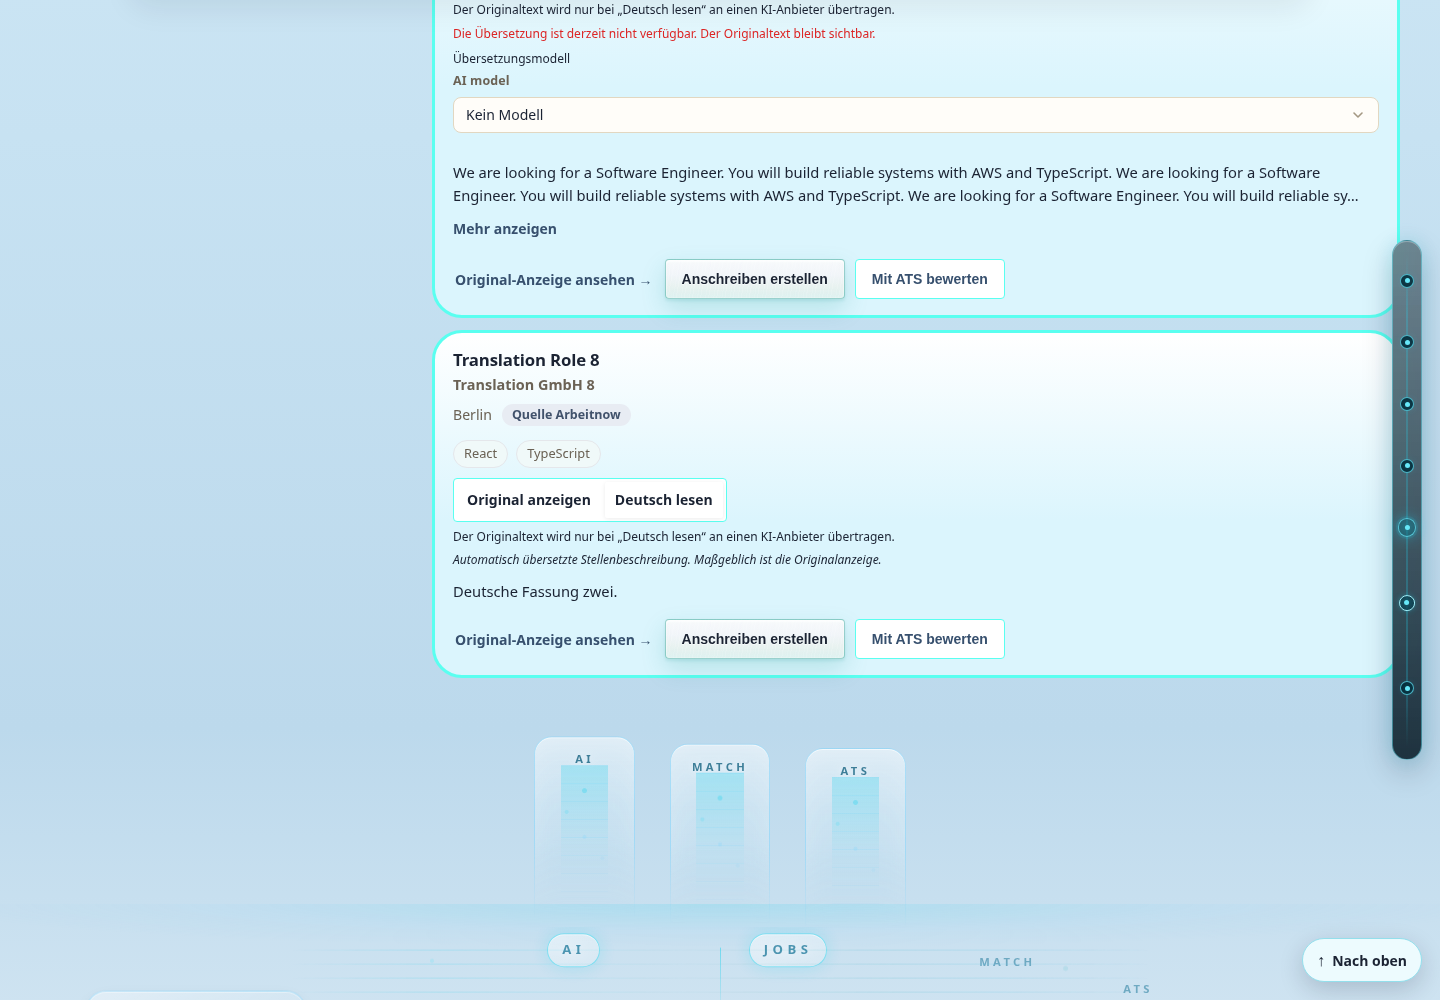 Der Originaltext wird nur bei „Deutsch lesen“ an einen KI-Anbieter übertragen.
Die Übersetzung ist derzeit nicht verfügbar. Der Originaltext bleibt sichtbar.
Übersetzungsmodell
AI model
Kein Modell
We are looking for a Software Engineer. You will build reliable systems with AWS and TypeScript. We are looking for a Software
Engineer. You will build reliable systems with AWS and TypeScript. We are looking for a Software Engineer. You will build reliable sy…
Mehr anzeigen
Original-Anzeige ansehen → Anschreiben erstellen Mit ATS bewerten
Translation Role 8
Translation GmbH 8
Berlin Quelle Arbeitnow
React TypeScript
Original anzeigen Deutsch lesen
Der Originaltext wird nur bei „Deutsch lesen“ an einen KI-Anbieter übertragen.
Automatisch übersetzte Stellenbeschreibung. Maßgeblich ist die Originalanzeige.
Deutsche Fassung zwei.
Original-Anzeige ansehen → Anschreiben erstellen Mit ATS bewerten
AI MATCH ATS
AI JOBS
MATCH
↑ Nach oben
ATS